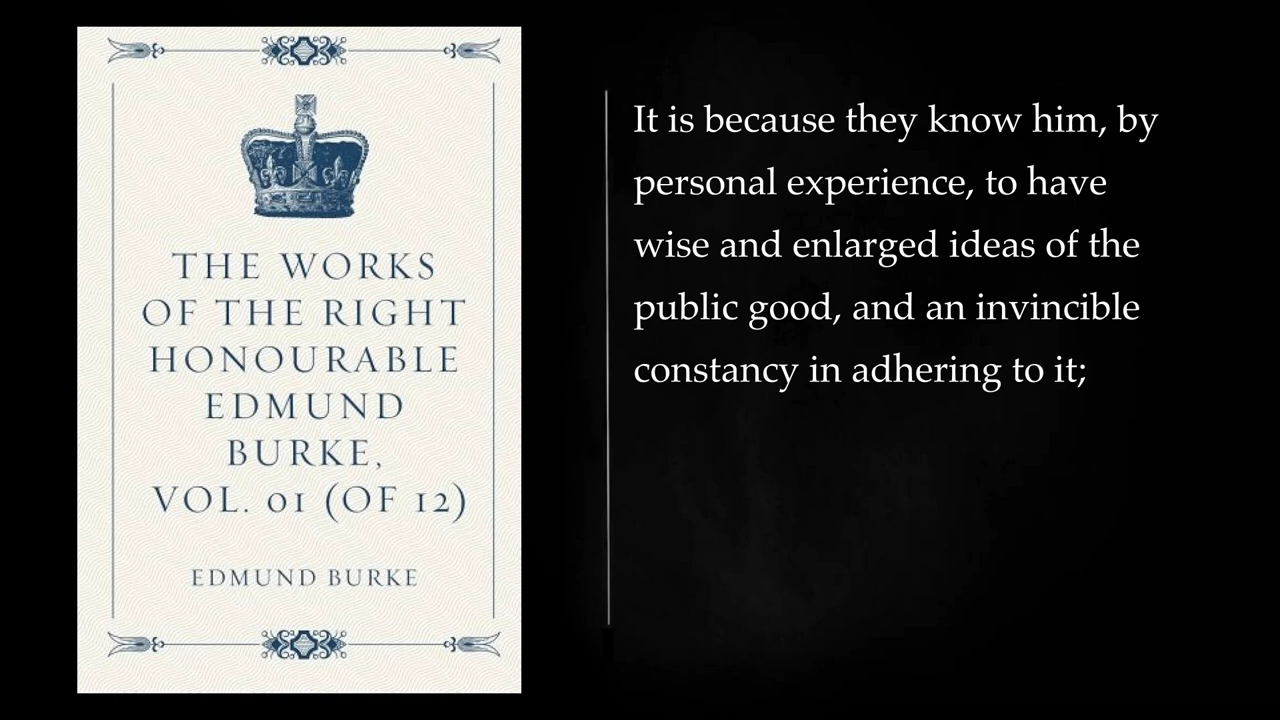 THE WORKS
OF THE RIGHT
HONOURABLE
EDMUND
BURKE,
VOL. 01 (OF 12)
EDMUND BURKE
It is because they know him, by
personal experience, to have
wise and enlarged ideas of the
public good, and an invincible
constancy in adhering to it;